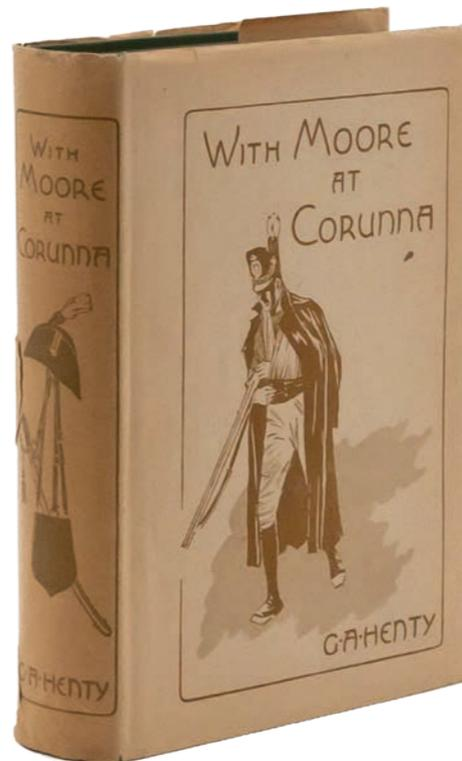 WITH
MOORE
AT
CORUNNA
G·A·HENTY
WITH MOORE
AT
CORUNNA
G·A·HENTY